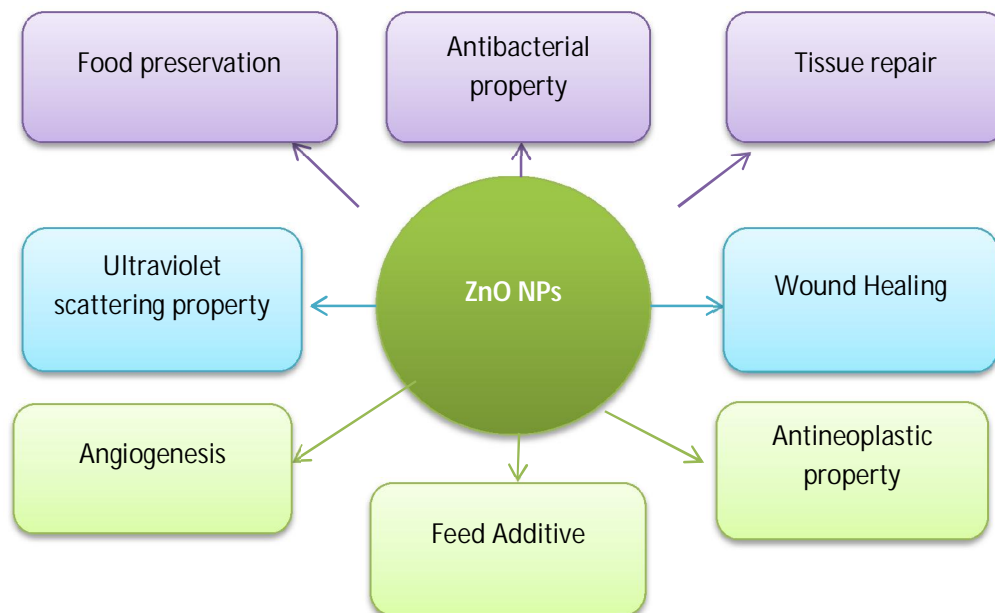 Food preservation
Antibacterial
property
Tissue repair
Ultraviolet
scattering property
ZnO NPs
Wound Healing
Angiogenesis
Feed Additive
Antineoplastic
property